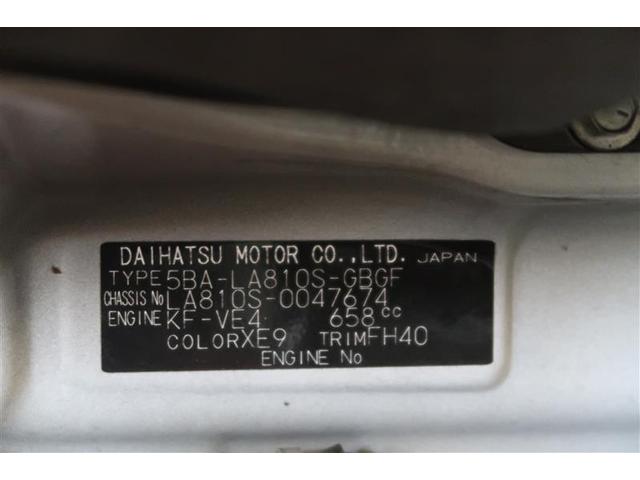 DAIHATSU MOTOR CO.,LTD. JAPAN
TYPE 5BA-LA810S-GBGF
CHASSIS No LA810S-0047674
ENGINE KF-VE4 658cc
COLOR XE9 TRIM FH40
ENGINE No